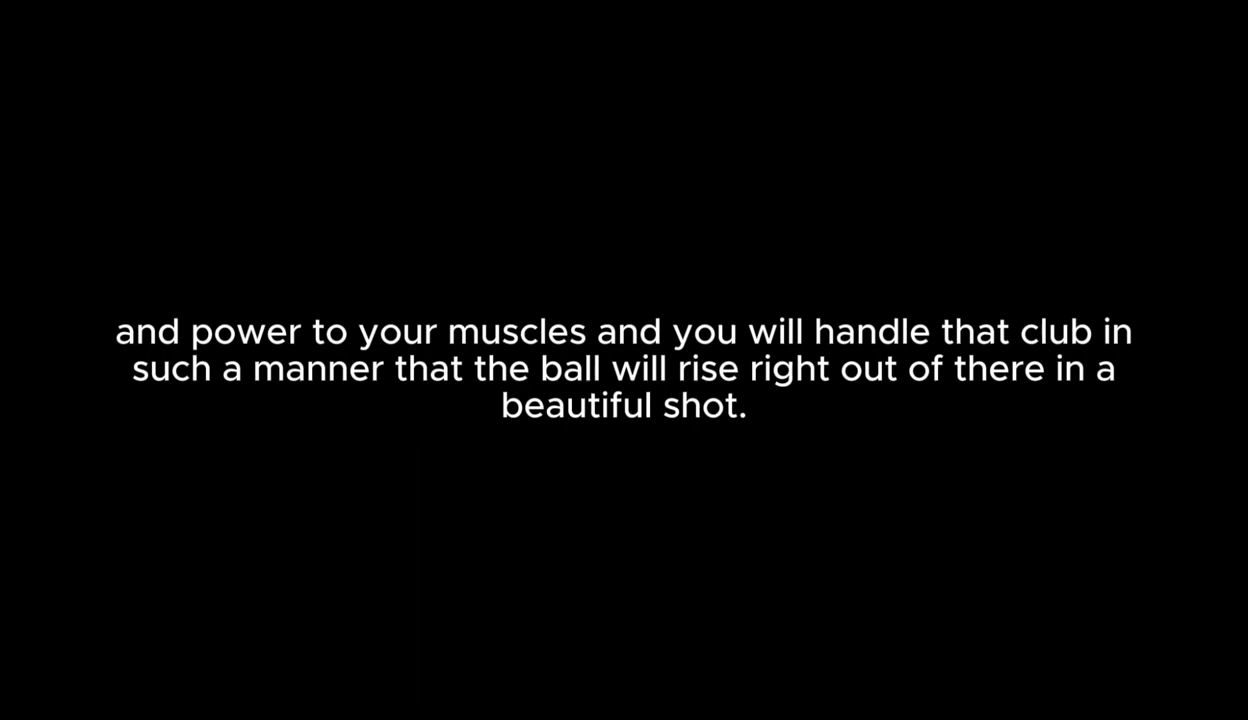 and power to your muscles and you will handle that club in
such a manner that the ball will rise right out of there in a
beautiful shot.